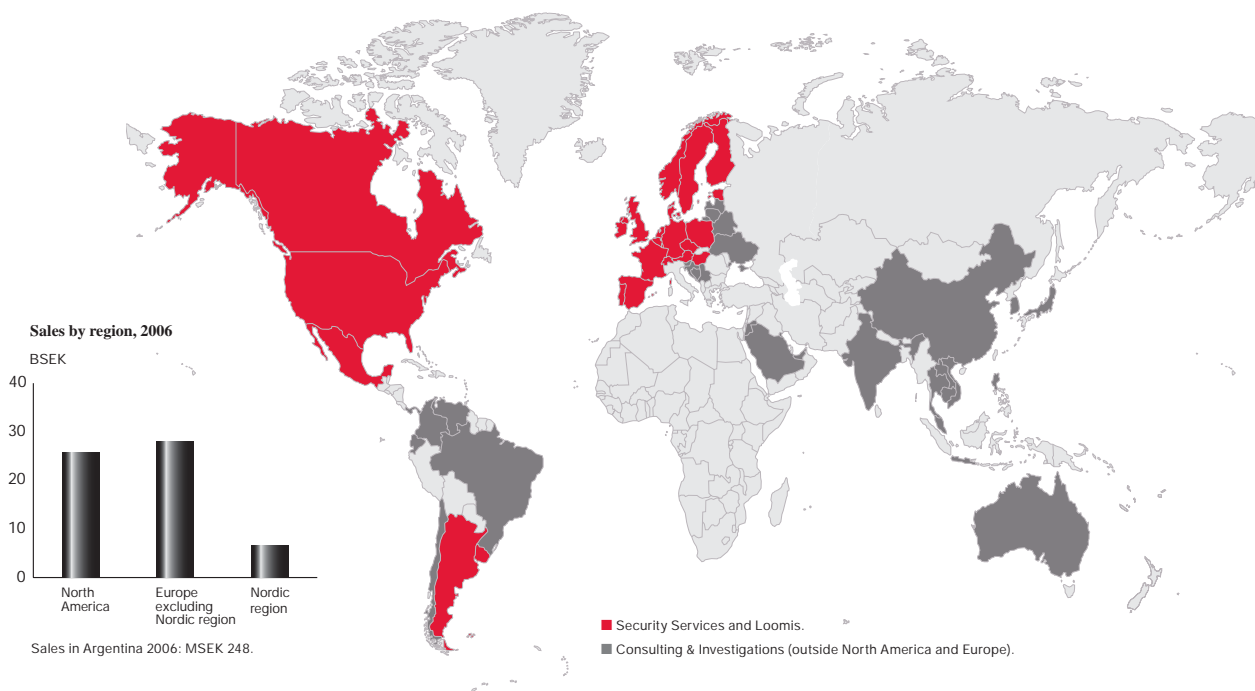 Sales by region, 2006
BSEK
40
30
20
10
0
North
America
Europe
excluding
Nordic region
Nordic
region
Sales in Argentina 2006: MSEK 248.
Security Services and Loomis.
Consulting & Investigations (outside North America and Europe).